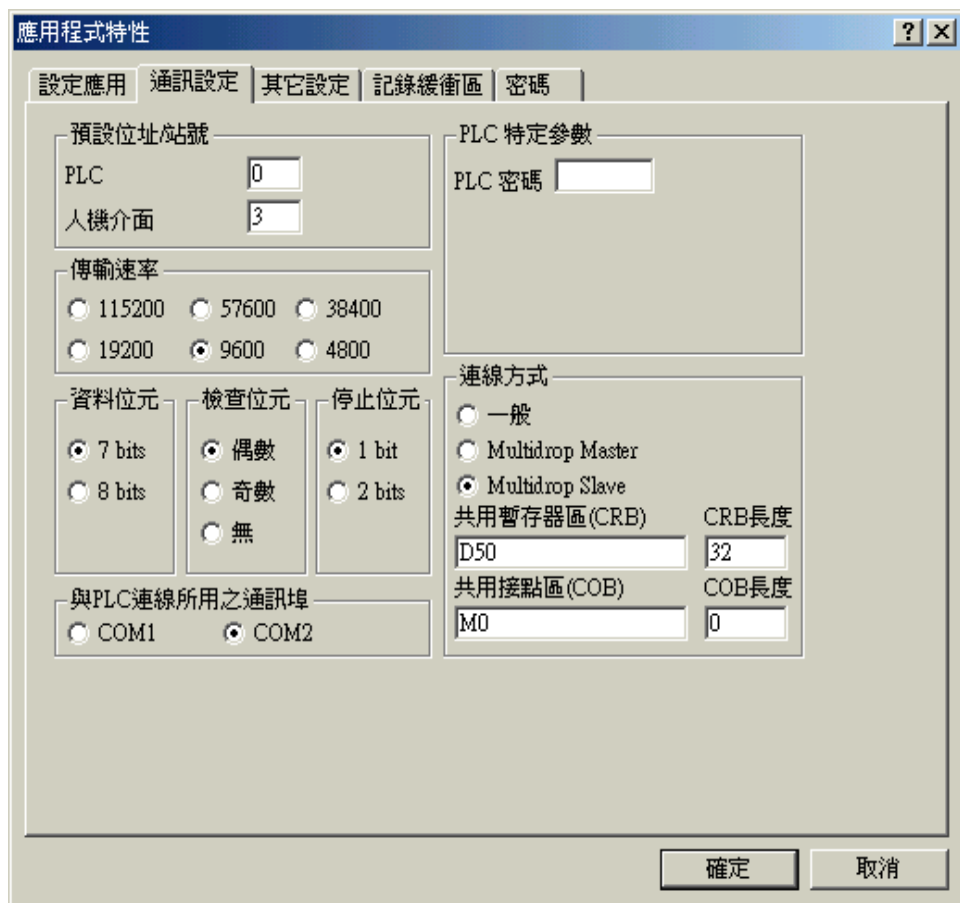 應用程式特性
設定應用 通訊設定 其它設定 記錄緩衝區 密碼
預設位址/站號
PLC 0
人機介面 3
傳輸速率
115200 57600 38400
19200 9600 4800
資料位元 檢查位元 停止位元
7 bits 偶數 1 bit
8 bits 奇數 2 bits
無
與PLC連線所用之通訊埠
COM1 COM2
PLC 特定參數
PLC 密碼
連線方式
一般
Multidrop Master
Multidrop Slave
共用暫存器區(CRB) CRB長度
D50 32
共用接點區(COB) COB長度
M0 0
確定 取消